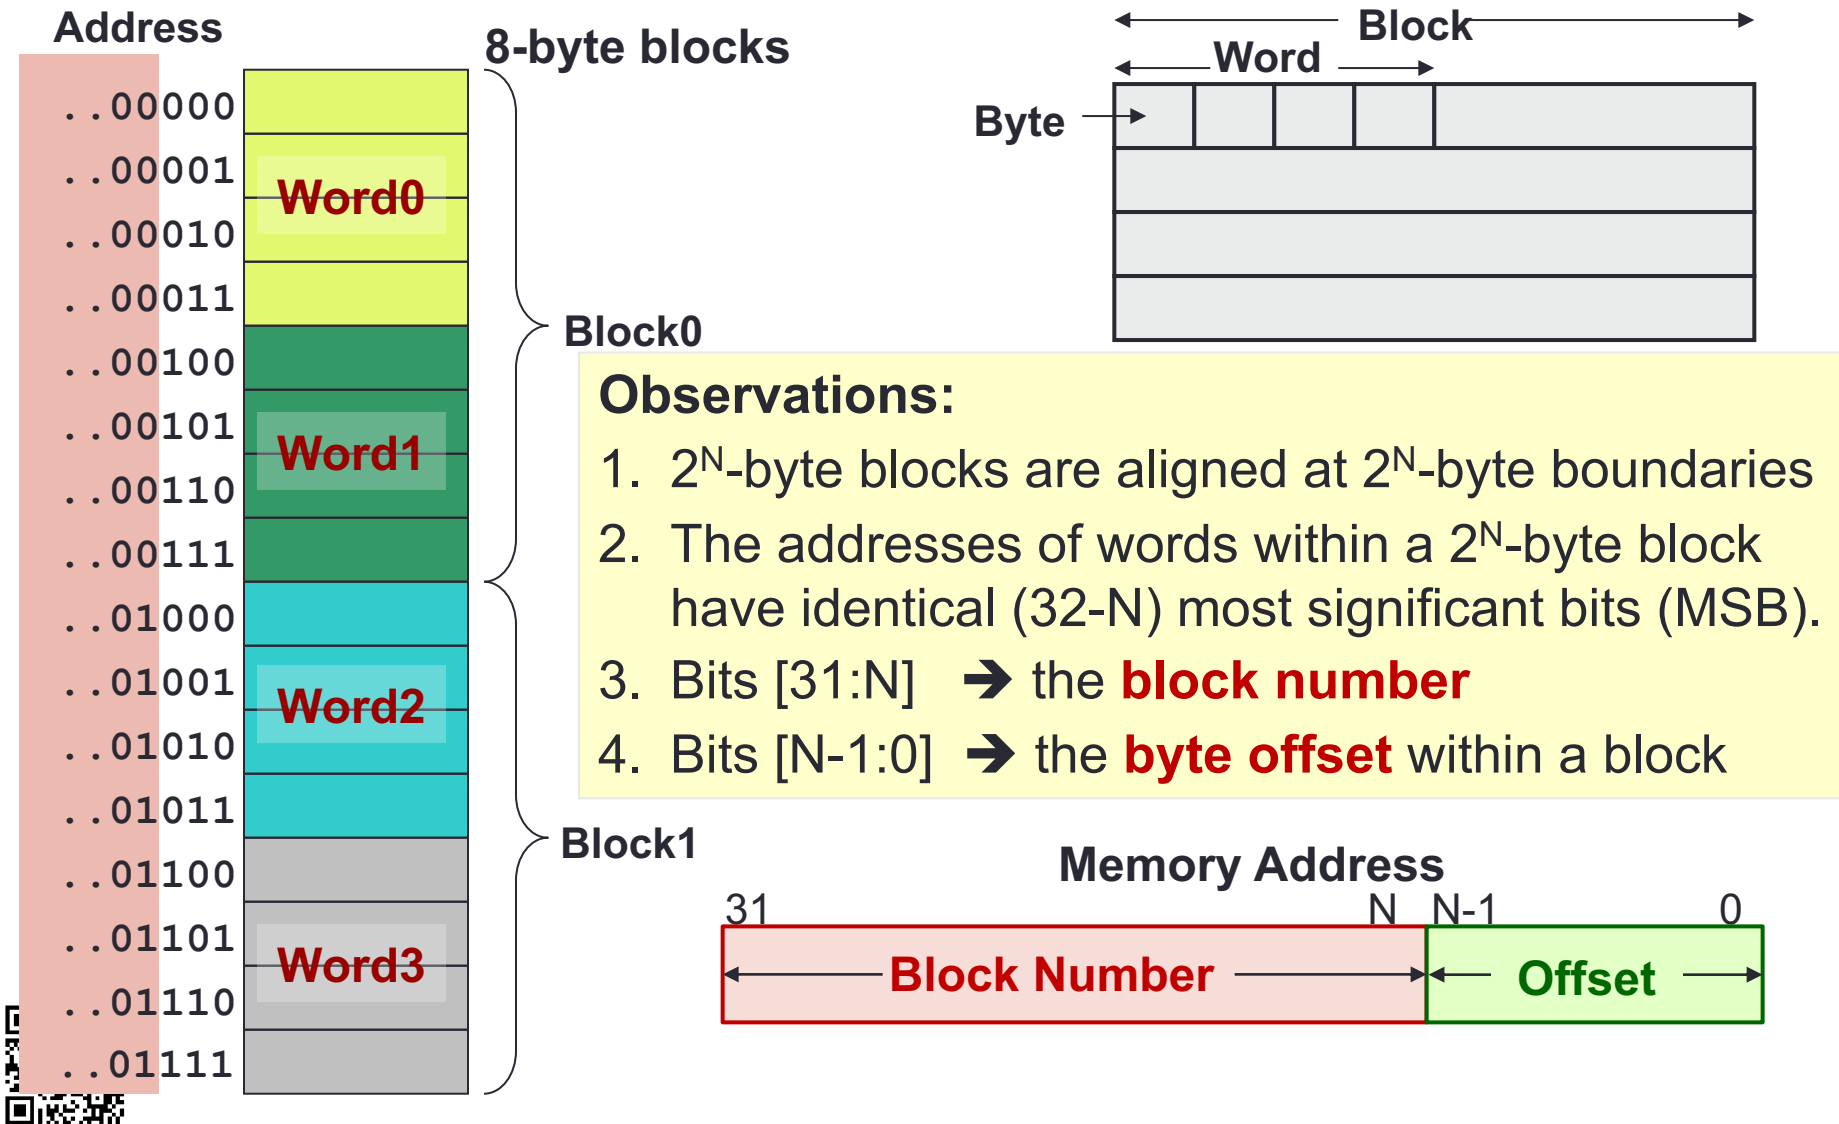 Address
8-byte blocks
..00000
..00001
..00010
..00011
..00100
..00101
..00110
..00111
..01000
..01001
..01010
..01011
..01100
..01101
..01110
..01111
Word0
Word1
Word2
Word3
Block0
Block1
Block
Word
Byte
Observations:
1. 2ᴺ-byte blocks are aligned at 2ᴺ-byte boundaries
2. The addresses of words within a 2ᴺ-byte block
have identical (32-N) most significant bits (MSB).
3. Bits [31:N] ➔ the block number
4. Bits [N-1:0] ➔ the byte offset within a block
Memory Address
31 N N-1 0
Block Number Offset